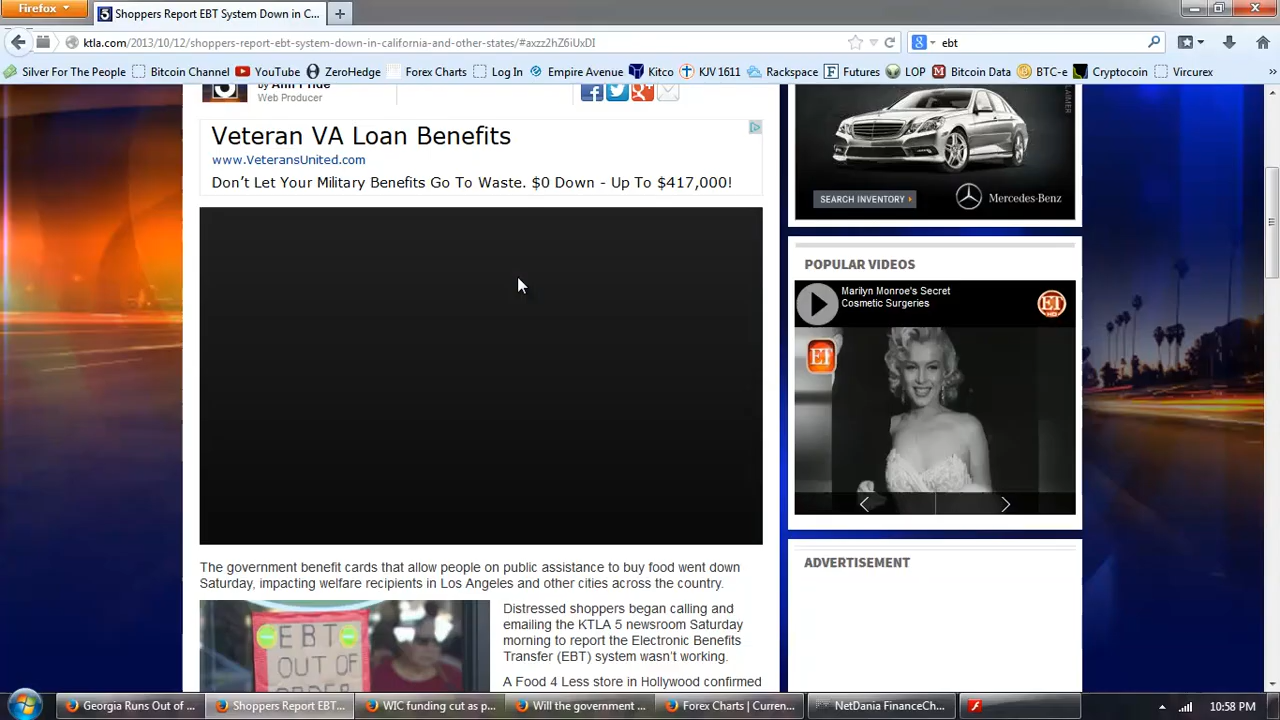 Firefox
Shoppers Report EBT System Down in C...
ktla.com/2013/10/12/shoppers-report-ebt-system-down-in-california-and-other-states/#axzz2hZ6iUxDI
ebt
Silver For The People
Bitcoin Channel
YouTube
ZeroHedge
Forex Charts
Log In
Empire Avenue
Kitco
KJV 1611
Rackspace
Futures
LOP
Bitcoin Data
BTC-e
Cryptocoin
Vircurex
»
Web Producer
Veteran VA Loan Benefits
www.VeteransUnited.com
Don't Let Your Military Benefits Go To Waste. $0 Down - Up To $417,000!
SEARCH INVENTORY
Mercedes-Benz
POPULAR VIDEOS
Marilyn Monroe's Secret
Cosmetic Surgeries
ET
HD
ET
The government benefit cards that allow people on public assistance to buy food went down
Saturday, impacting welfare recipients in Los Angeles and other cities across the country.
EBT
OUT OF
Distressed shoppers began calling and
emailing the KTLA 5 newsroom Saturday
morning to report the Electronic Benefits
Transfer (EBT) system wasn't working.
A Food 4 Less store in Hollywood confirmed
ADVERTISEMENT
Georgia Runs Out of ...
Shoppers Report EBT...
WIC funding cut as p...
Will the government ...
Forex Charts | Curren...
NetDania FinanceCh...
10:58 PM